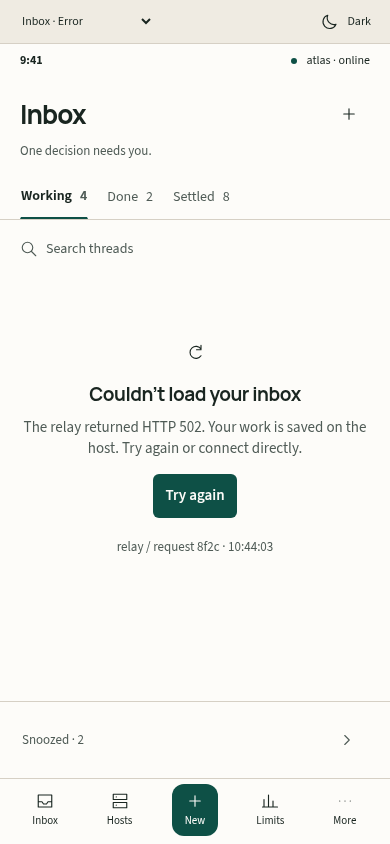 Inbox · Error
Dark
9:41
atlas · online
Inbox
One decision needs you.
Working 4 Done 2 Settled 8
Search threads
Couldn’t load your inbox
The relay returned HTTP 502. Your work is saved on the
host. Try again or connect directly.
Try again
relay / request 8f2c · 10:44:03
Snoozed · 2
Inbox Hosts New Limits More